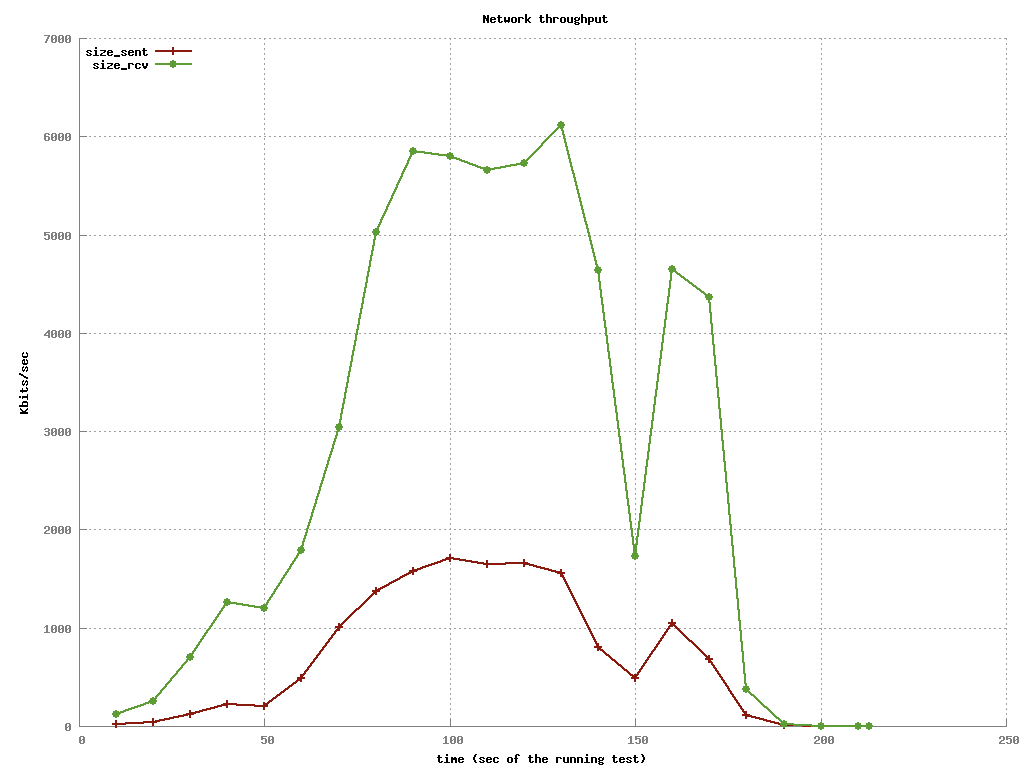 Network throughput
7000
size_sent
size_rcv
6000
5000
4000
Kbits/sec
3000
2000
1000
0
0 50 100 150 200 250
time (sec of the running test)